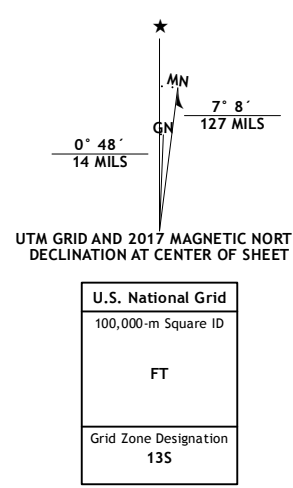 MN
GN
7° 8´
127 MILS
0° 48´
14 MILS
UTM GRID AND 2017 MAGNETIC NORT
DECLINATION AT CENTER OF SHEET
U.S. National Grid
100,000-m Square ID
FT
Grid Zone Designation
13S